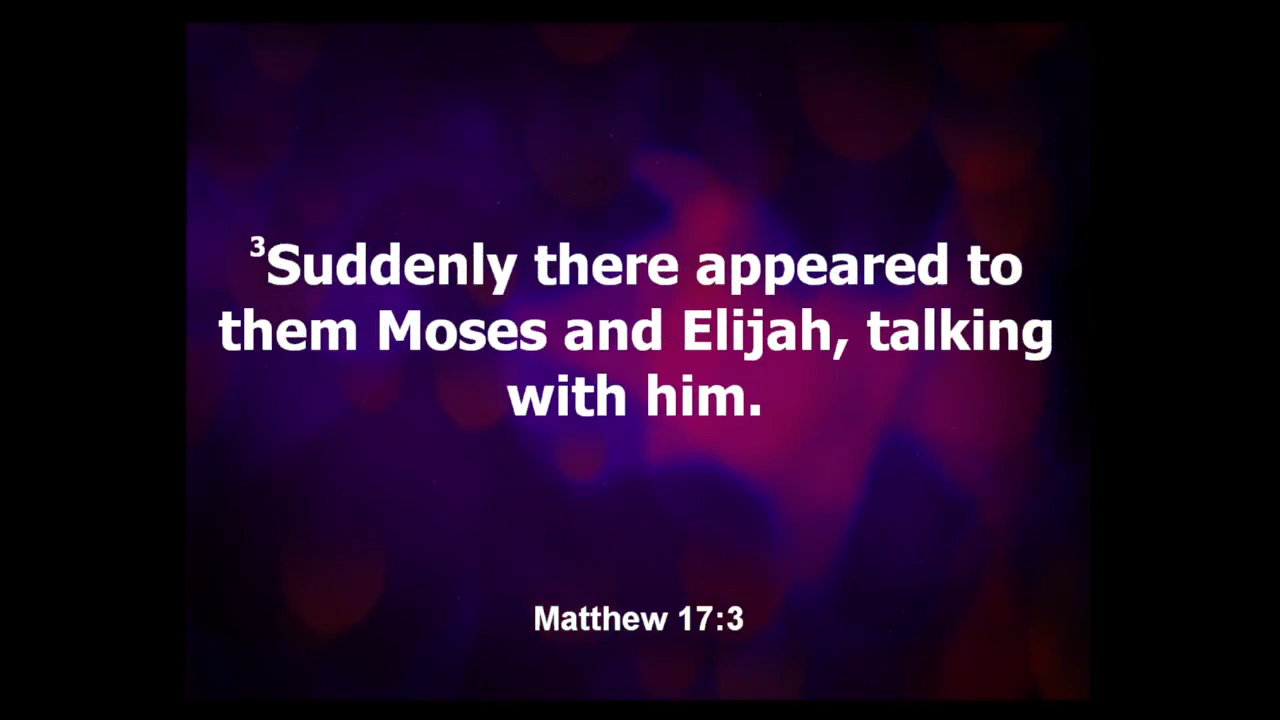 ³Suddenly there appeared to
them Moses and Elijah, talking
with him.
Matthew 17:3